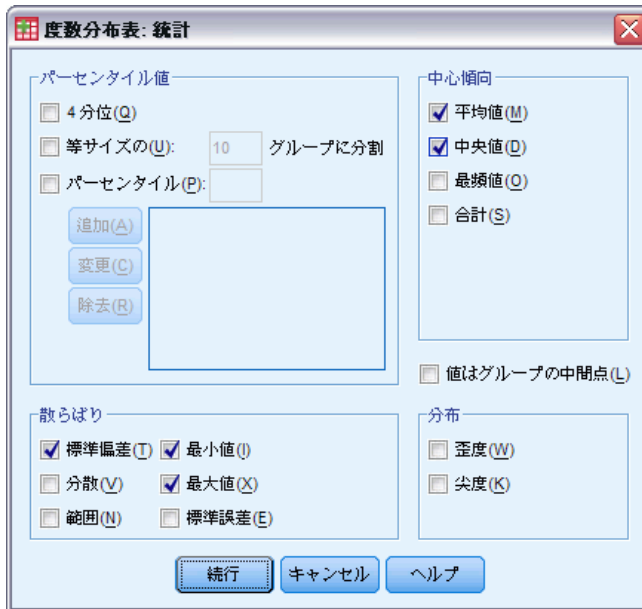 度数分布表: 統計
パーセンタイル値
4分位(Q)
等サイズの(U): 10 グループに分割
パーセンタイル(P):
追加(A)
変更(C)
除去(R)
中心傾向
平均値(M)
中央値(D)
最頻値(O)
合計(S)
値はグループの中間点(L)
散らばり
標準偏差(T) 最小値(I)
分散(V) 最大値(X)
範囲(N) 標準誤差(E)
分布
歪度(W)
尖度(K)
続行 キャンセル ヘルプ